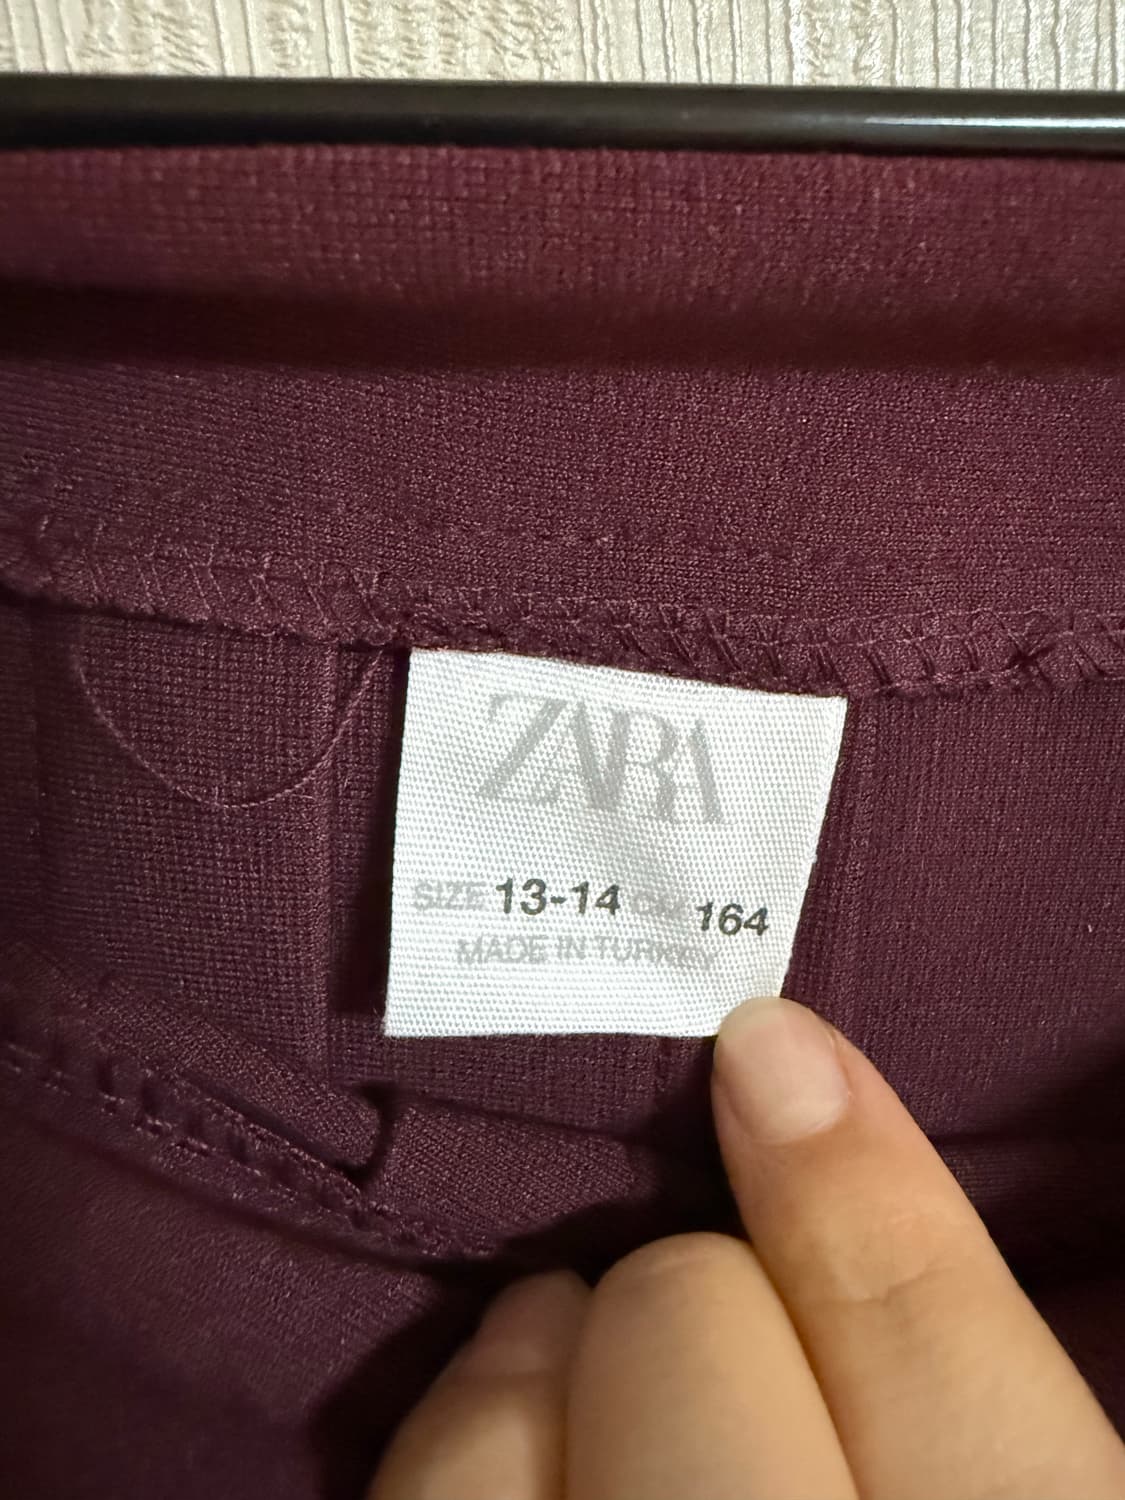 ZARA
SIZE 13-14 CM 164
MADE IN TURKEY